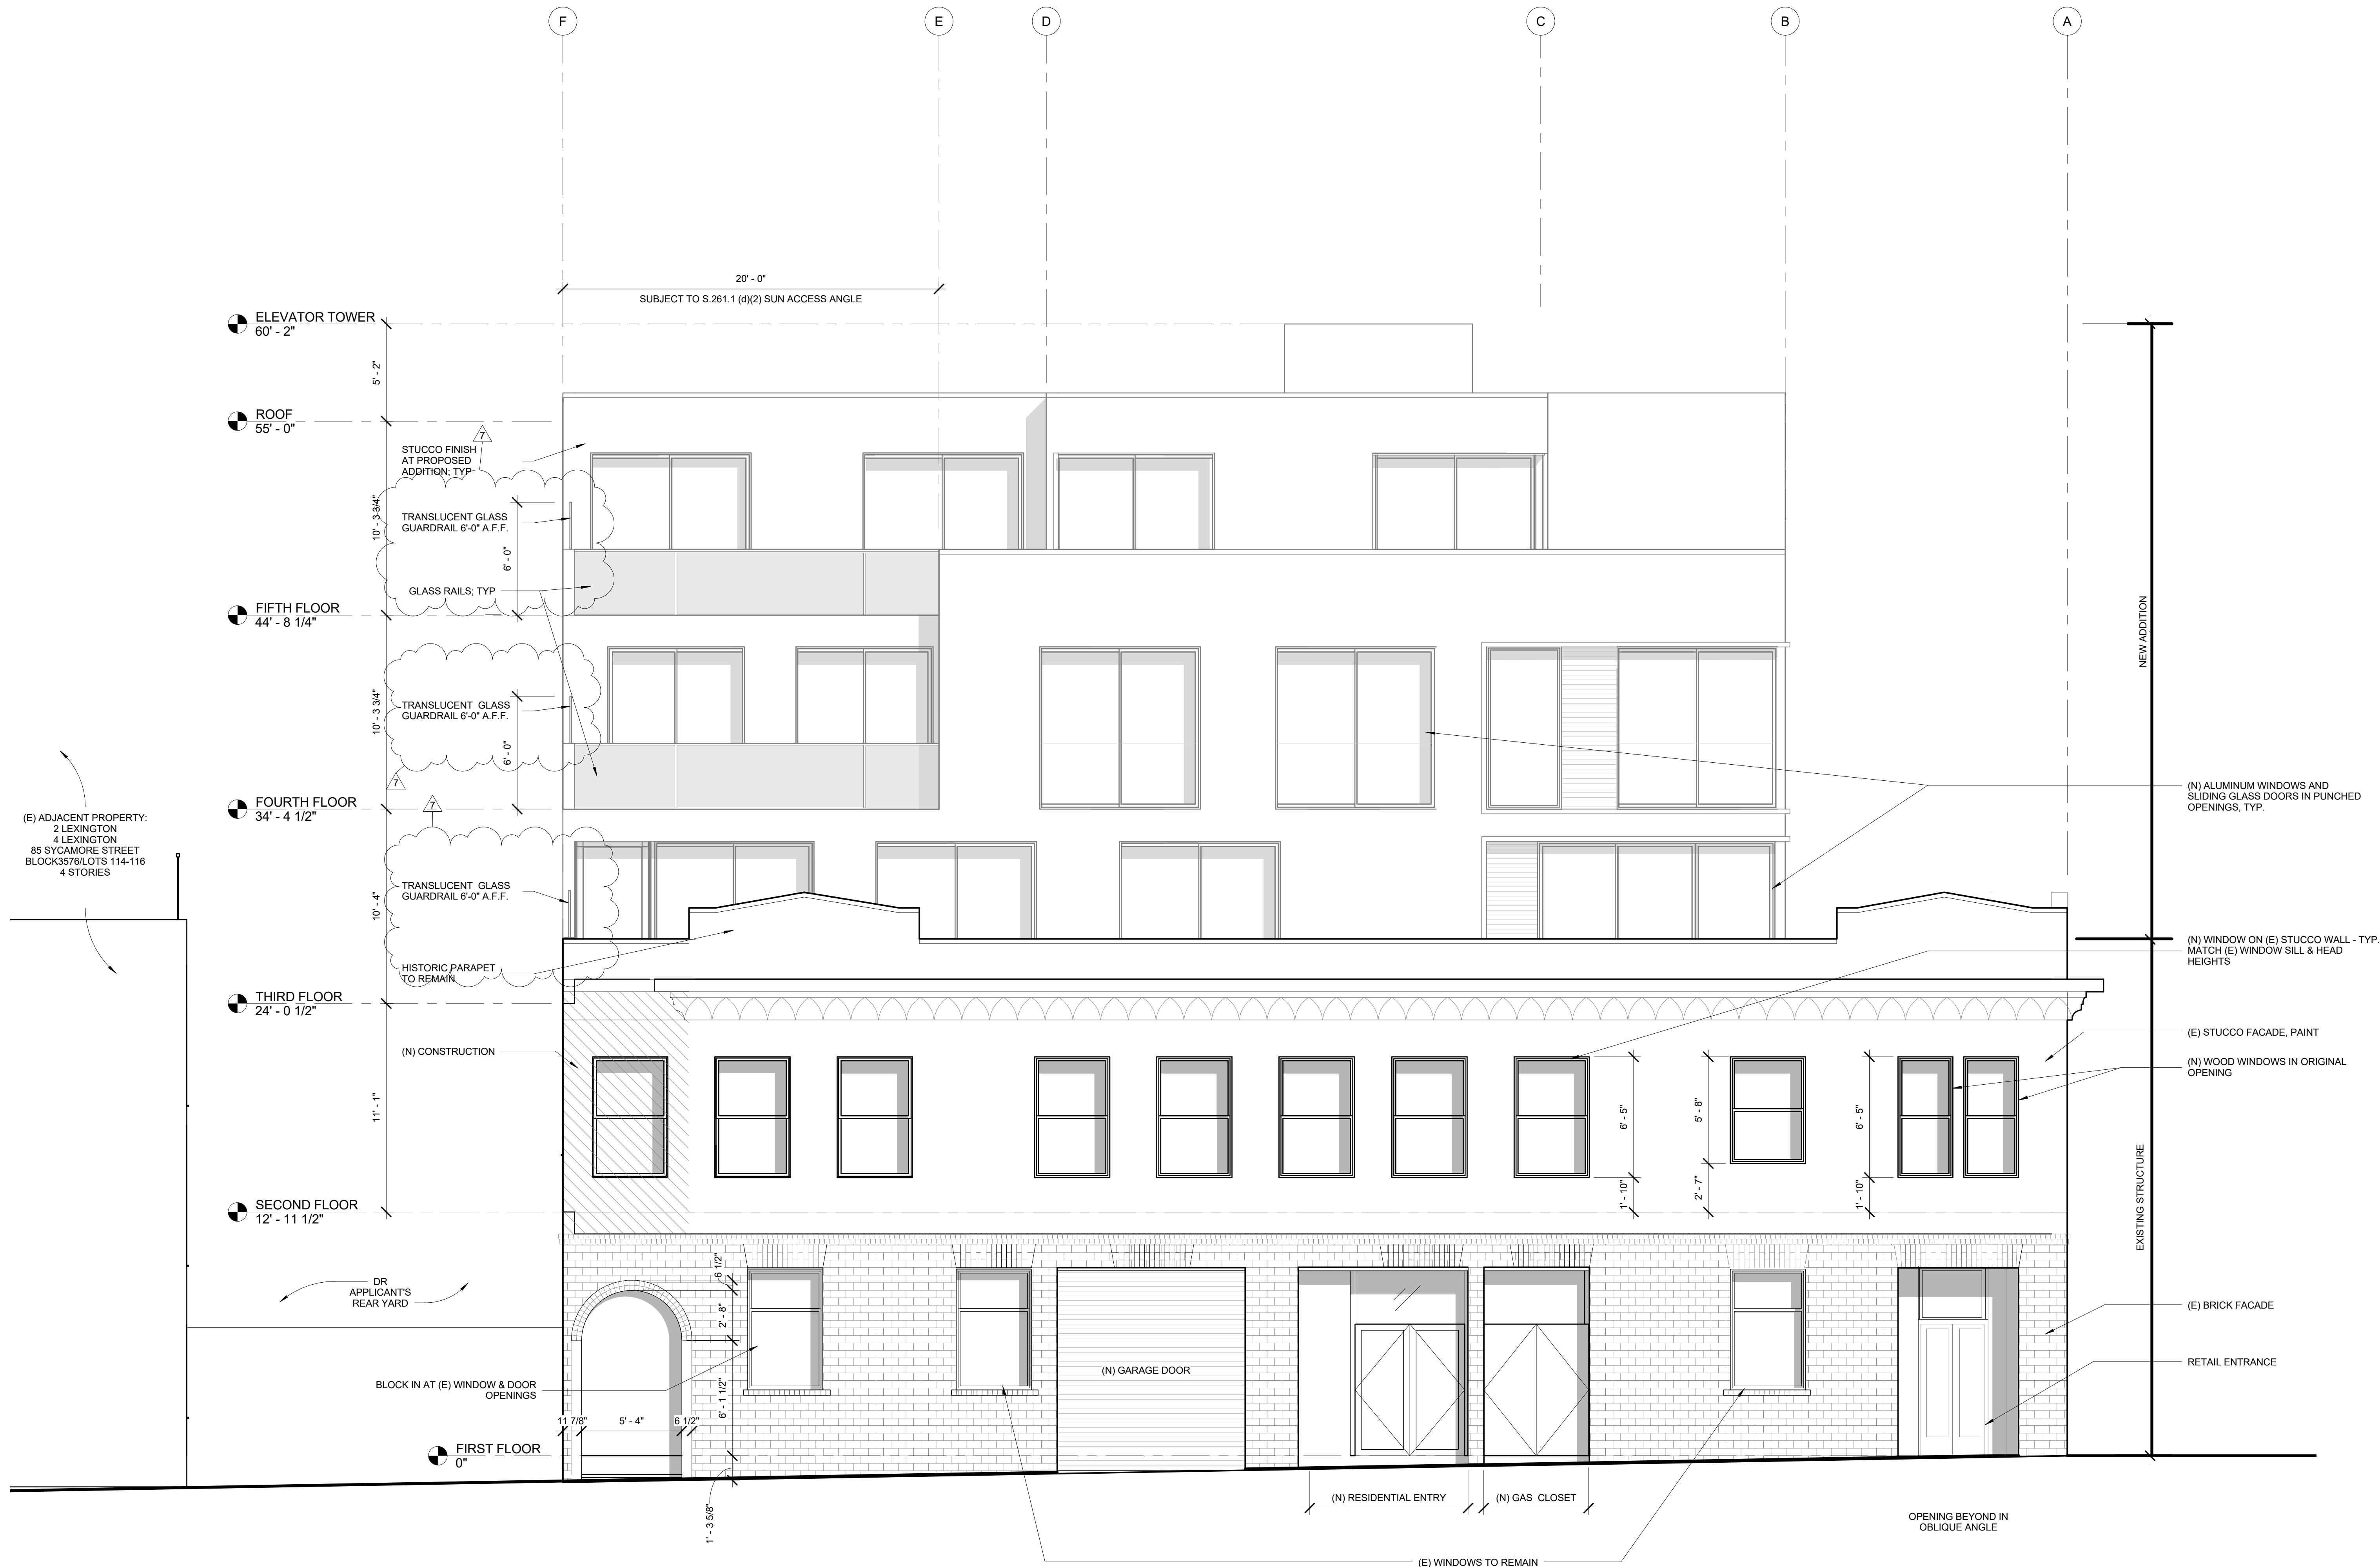 F
E
D
C
B
A
20' - 0"
SUBJECT TO S.261.1 (d)(2) SUN ACCESS ANGLE
ELEVATOR TOWER
60' - 2"
5' - 2"
ROOF
55' - 0"
7
STUCCO FINISH
AT PROPOSED
ADDITION; TYP
10' - 3 3/4"
TRANSLUCENT GLASS
GUARDRAIL 6'-0" A.F.F.
6' - 0"
GLASS RAILS; TYP
FIFTH FLOOR
44' - 8 1/4"
NEW ADDITION
10' - 3 3/4"
TRANSLUCENT GLASS
GUARDRAIL 6'-0" A.F.F.
6' - 0"
7
FOURTH FLOOR
34' - 4 1/2"
7
(N) ALUMINUM WINDOWS AND
SLIDING GLASS DOORS IN PUNCHED
OPENINGS, TYP.
(E) ADJACENT PROPERTY:
2 LEXINGTON
4 LEXINGTON
85 SYCAMORE STREET
BLOCK3576/LOTS 114-116
4 STORIES
10' - 4"
TRANSLUCENT GLASS
GUARDRAIL 6'-0" A.F.F.
HISTORIC PARAPET
TO REMAIN
(N) WINDOW ON (E) STUCCO WALL - TYP.
MATCH (E) WINDOW SILL & HEAD
HEIGHTS
THIRD FLOOR
24' - 0 1/2"
(E) STUCCO FACADE, PAINT
(N) CONSTRUCTION
(N) WOOD WINDOWS IN ORIGINAL
OPENING
11' - 1"
6' - 5"
5' - 8"
6' - 5"
1' - 10"
2' - 7"
1' - 10"
EXISTING STRUCTURE
SECOND FLOOR
12' - 11 1/2"
DR
APPLICANT'S
REAR YARD
6 1/2"
2' - 8"
(E) BRICK FACADE
RETAIL ENTRANCE
BLOCK IN AT (E) WINDOW & DOOR
OPENINGS
(N) GARAGE DOOR
6' - 1 1/2"
11 7/8"
5' - 4"
6 1/2"
FIRST FLOOR
0"
1' - 3 5/8"
(N) RESIDENTIAL ENTRY
(N) GAS CLOSET
OPENING BEYOND IN
OBLIQUE ANGLE
(E) WINDOWS TO REMAIN